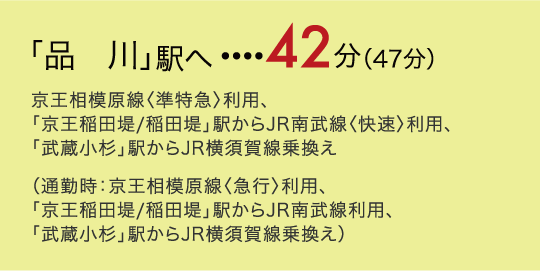 「品　川」駅へ ････42分(47分)
京王相模原線〈準特急〉利用、
「京王稲田堤/稲田堤」駅からJR南武線〈快速〉利用、
「武蔵小杉」駅からJR横須賀線乗換え
(通勤時：京王相模原線〈急行〉利用、
「京王稲田堤/稲田堤」駅からJR南武線利用、
「武蔵小杉」駅からJR横須賀線乗換え)